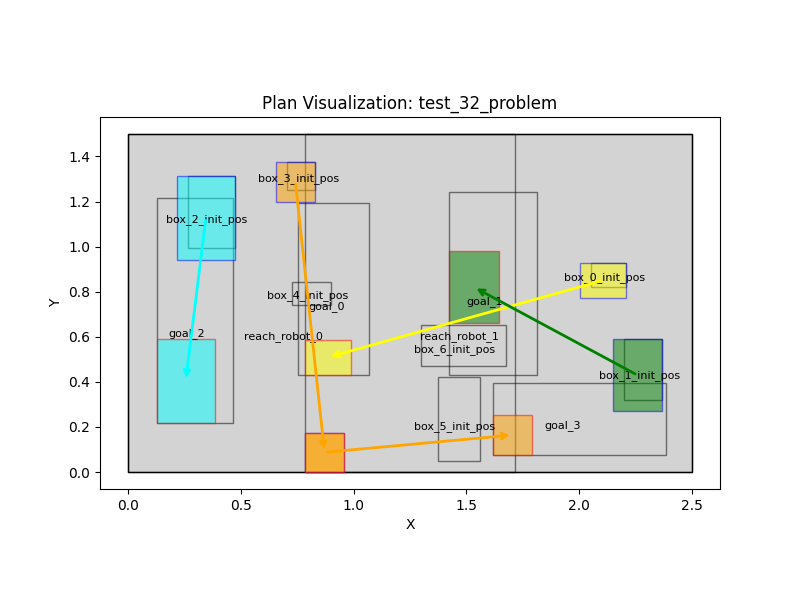 Plan Visualization: test_32_problem
Y
1.4
1.2
1.0
0.8
0.6
0.4
0.2
0.0
box_3_init_pos
box_2_init_pos
box_0_init_pos
box_4_init_pos
goal_0
goal_1
goal_2
reach_robot_0
reach_robot_1
box_6_init_pos
box_1_init_pos
box_5_init_pos
goal_3
0.0
0.5
1.0
1.5
2.0
2.5
X